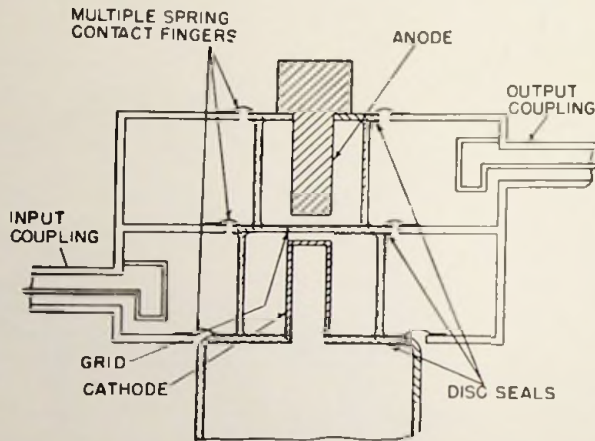 MULTIPLE SPRING
CONTACT FINGERS
ANODE
OUTPUT
COUPLING
INPUT
COUPLING
GRID
CATHODE
DISC SEALS